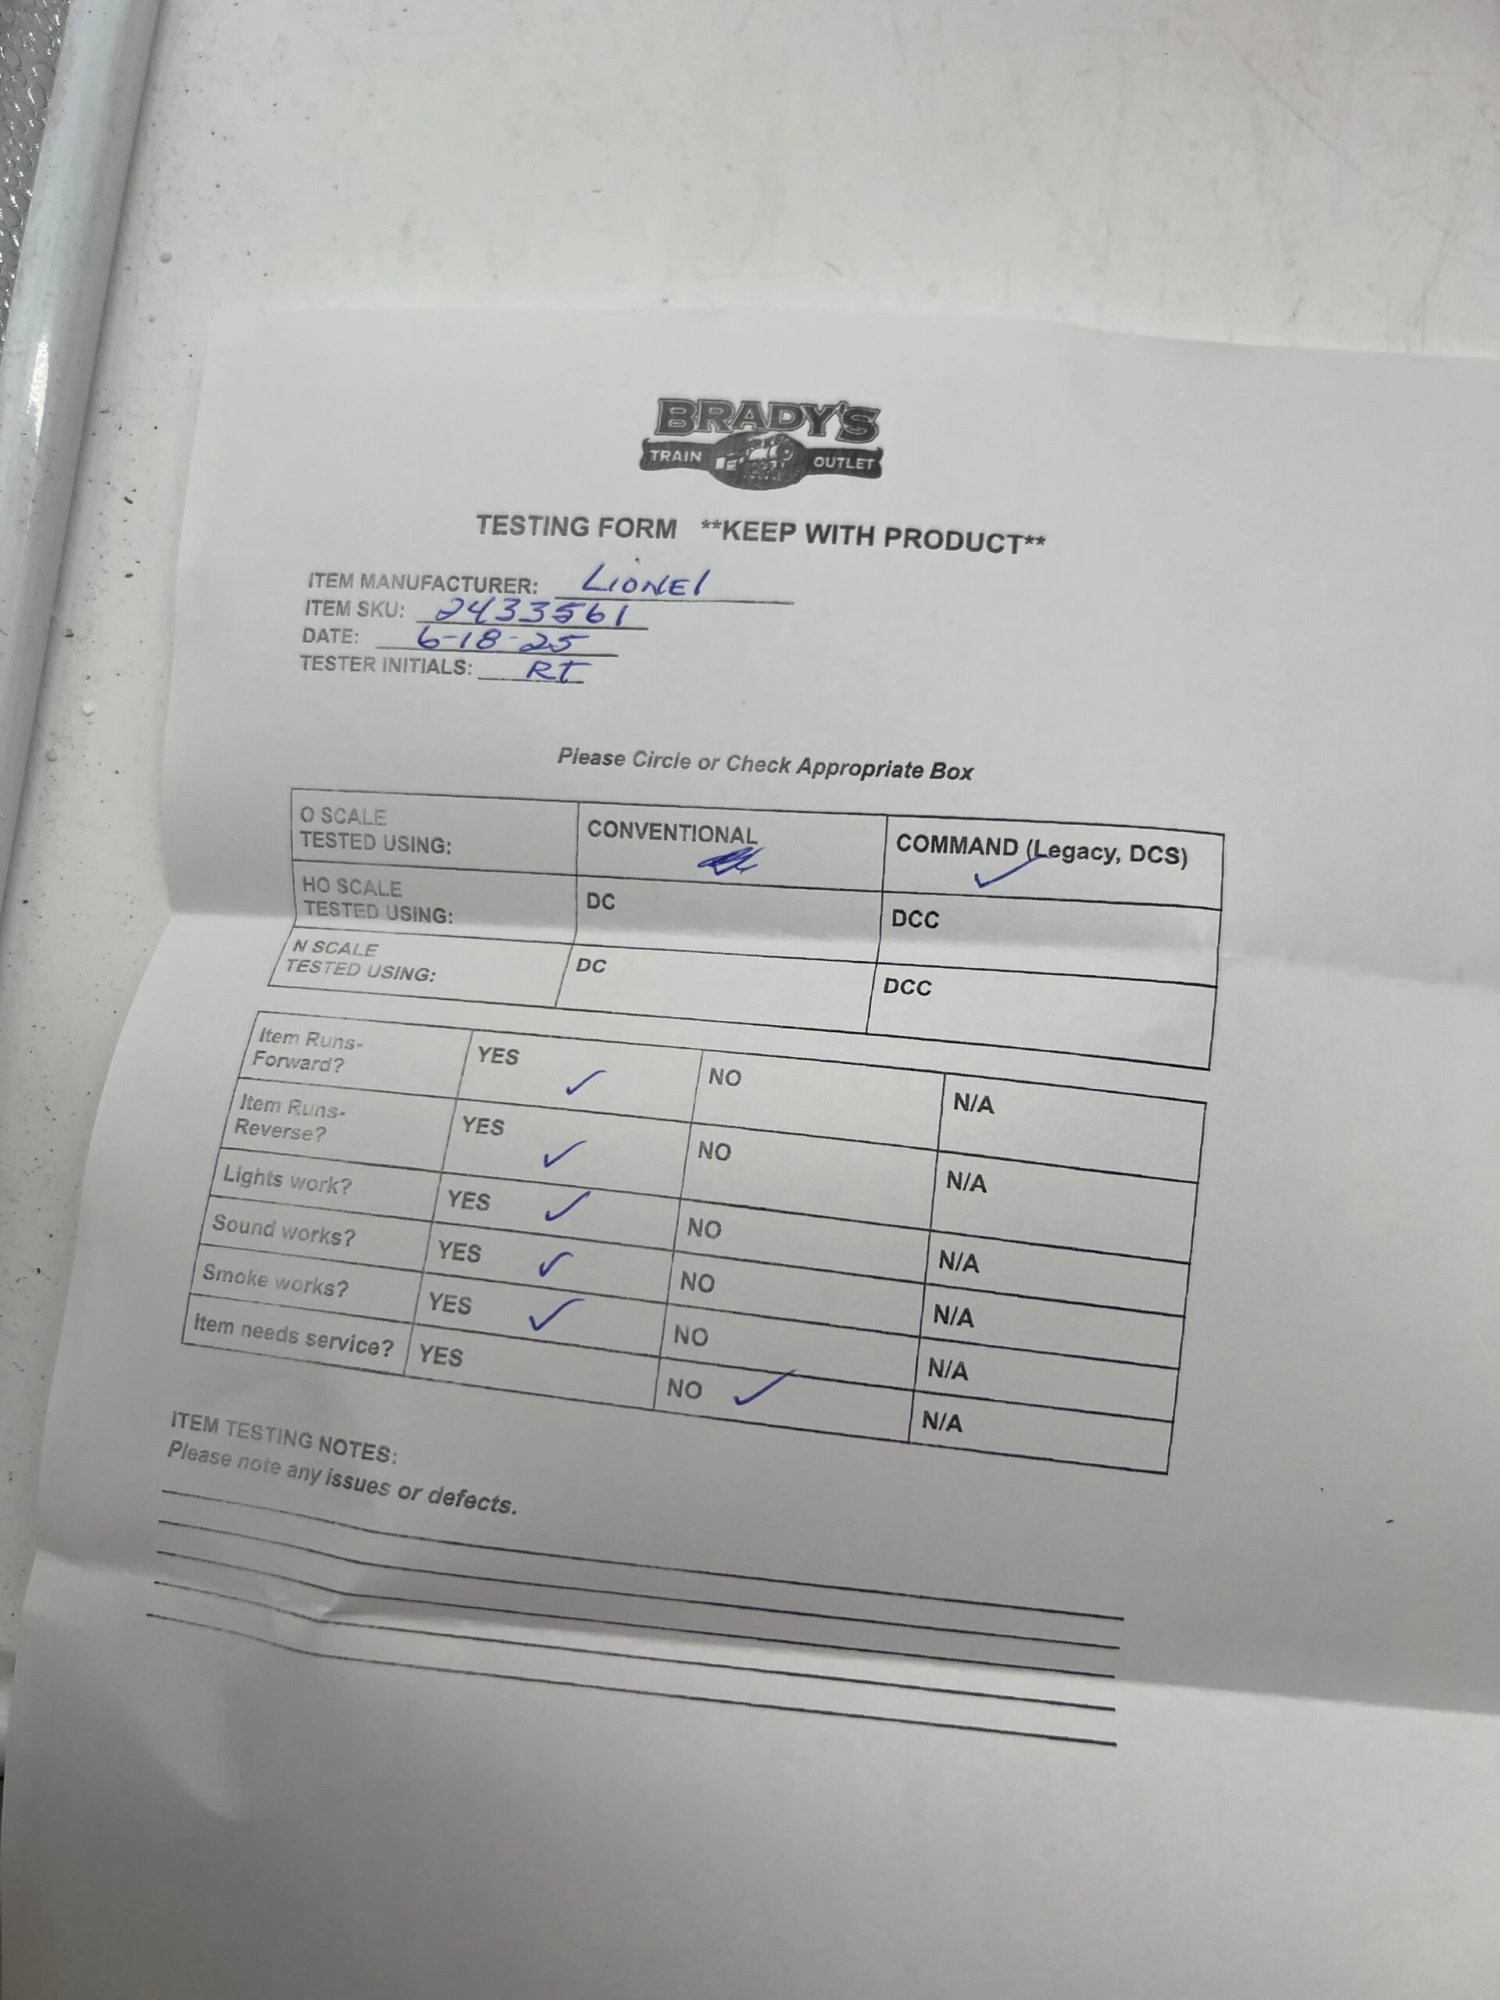 BRADY'S
TRAIN OUTLET
TESTING FORM **KEEP WITH PRODUCT**
ITEM MANUFACTURER: LIONEl
ITEM SKU: 2433561
DATE: 6-18-25
TESTER INITIALS: RT
Please Circle or Check Appropriate Box
O SCALE
TESTED USING: CONVENTIONAL COMMAND (Legacy, DCS) ✓
HO SCALE
TESTED USING: DC DCC
N SCALE
TESTED USING: DC DCC
Item Runs-
Forward? YES ✓ NO N/A
Item Runs-
Reverse? YES ✓ NO N/A
Lights work? YES ✓ NO N/A
Sound works? YES ✓ NO N/A
Smoke works? YES ✓ NO N/A
Item needs service? YES NO ✓ N/A
ITEM TESTING NOTES:
Please note any issues or defects.